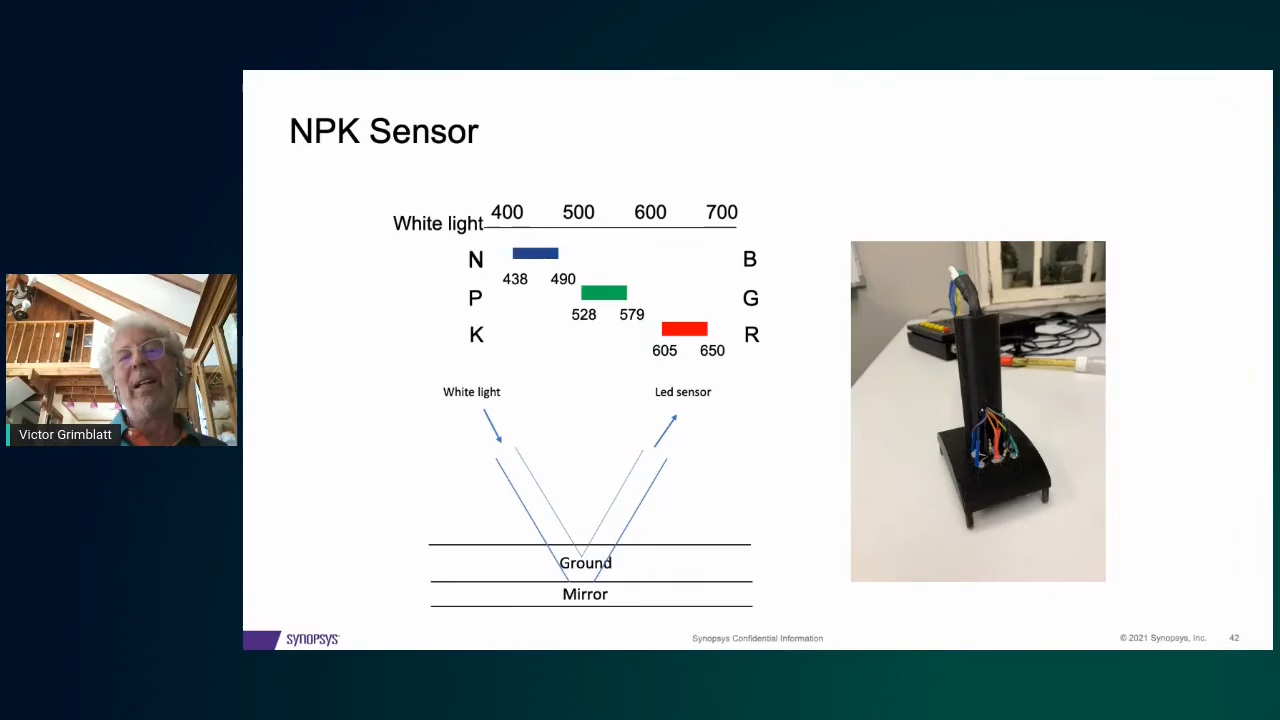 NPK Sensor
400 500 600 700
White light
N B
438 490
P G
528 579
K R
605 650
White light Led sensor
Ground
Mirror
Victor Grimblatt
SYNOPSYS
Synopsys Confidential Information
© 2021 Synopsys, Inc. 42